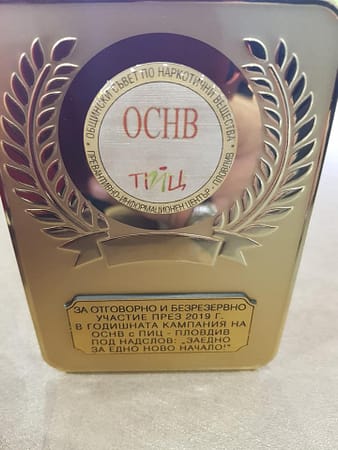 • ОБЩИНСКИ СЪВЕТ ПО НАРКОТИЧНИ ВЕЩЕСТВА •
ОСНВ
ПИЦ
ПРЕВАНТИВНО-ИНФОРМАЦИОНЕН ЦЕНТЪР - ПЛОВДИВ
ЗА ОТГОВОРНО И БЕЗРЕЗЕРВНО
УЧАСТИЕ ПРЕЗ 2019 Г.
В ГОДИШНАТА КАМПАНИЯ НА
ОСНВ с ПИЦ - ПЛОВДИВ
ПОД НАДСЛОВ: „ЗАЕДНО
ЗА ЕДНО НОВО НАЧАЛО!"